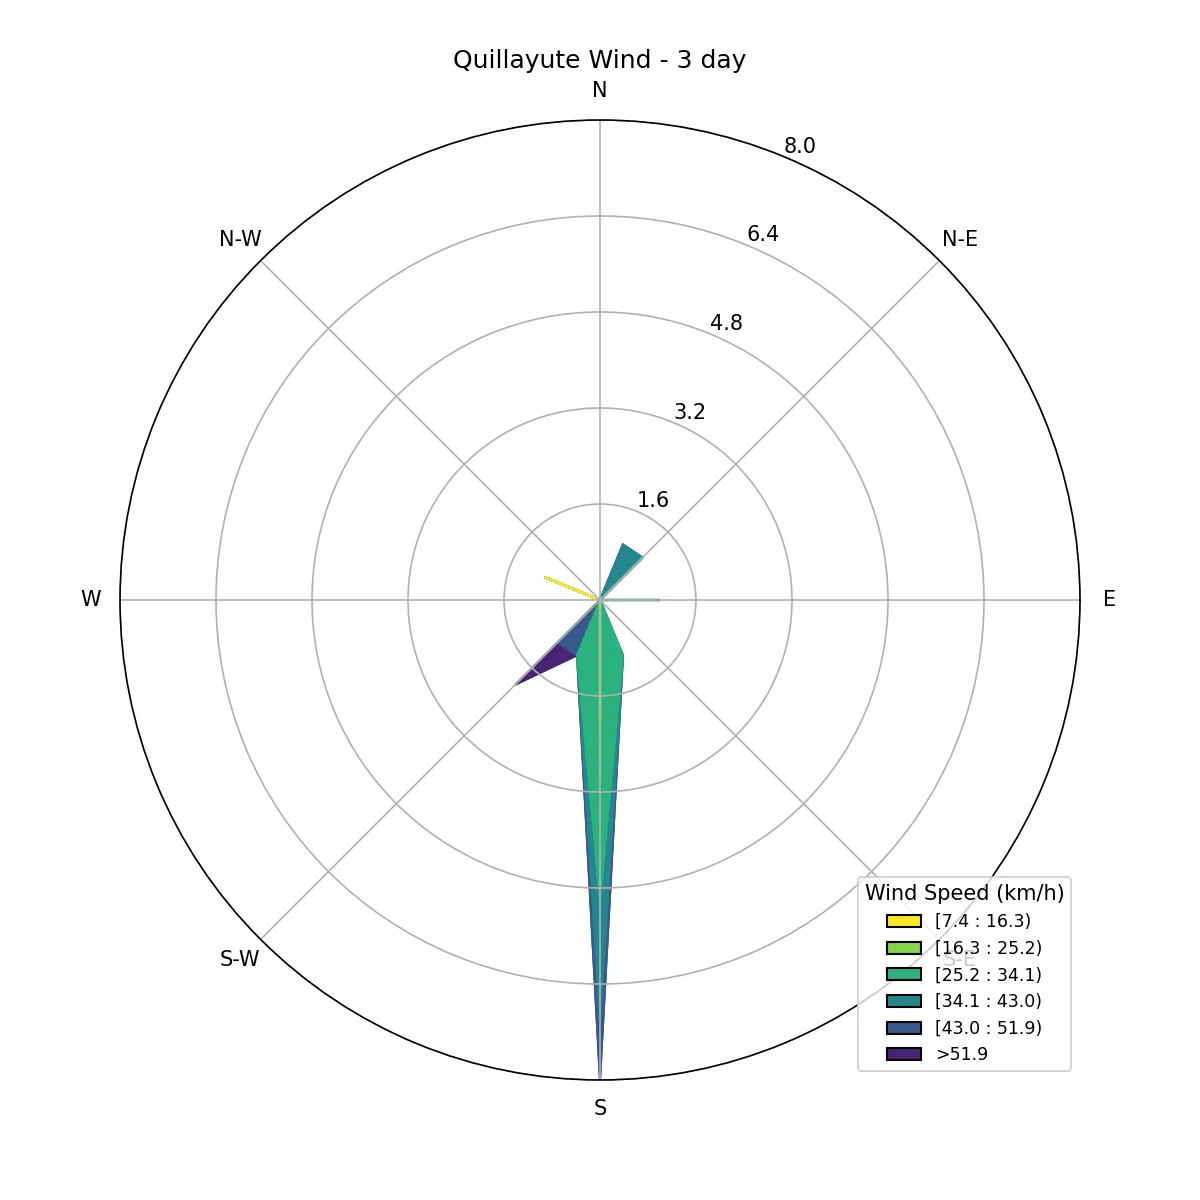 Quillayute Wind - 3 day
N
8.0
N-W
6.4
N-E
4.8
3.2
1.6
W
E
S-W
S-E
Wind Speed (km/h)
[7.4 : 16.3)
[16.3 : 25.2)
[25.2 : 34.1)
[34.1 : 43.0)
[43.0 : 51.9)
>51.9
S